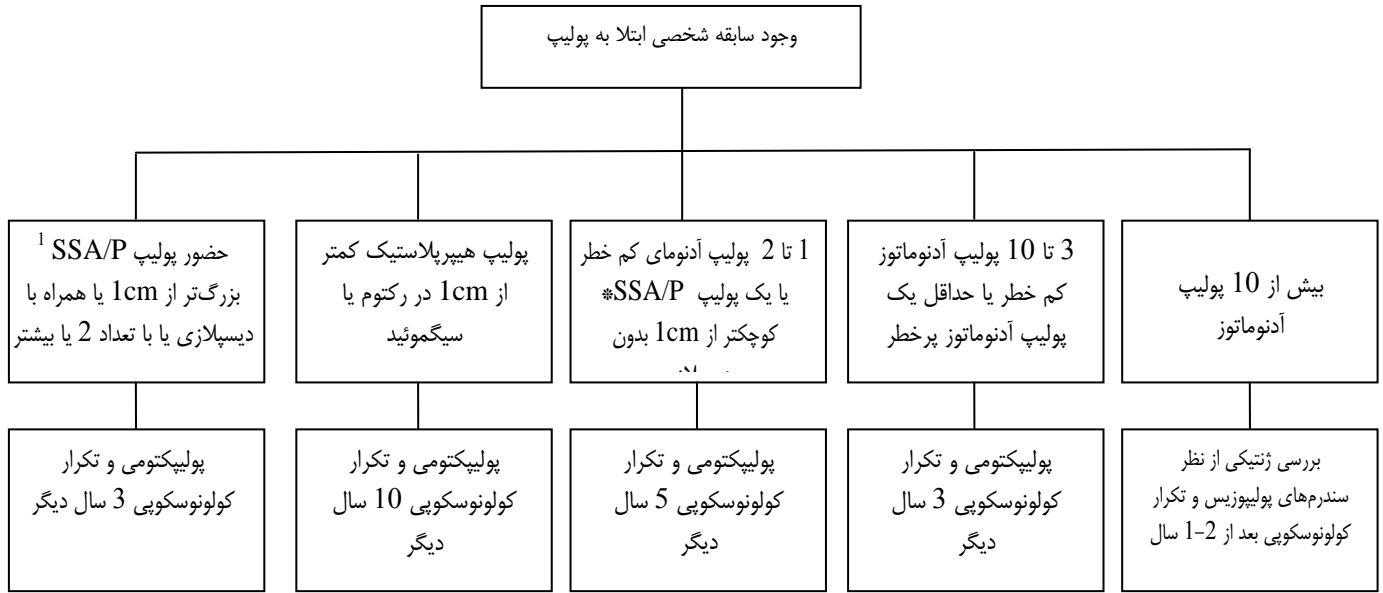 وجود سابقه شخصی ابتلا به پولیپ
بیش از 10 پولیپ
آدنوماتوز
3 تا 10 پولیپ آدنوماتوز
کم خطر یا حداقل یک
پولیپ آدنوماتوز پرخطر
1 تا 2 پولیپ آدنومای کم خطر
یا یک پولیپ SSA/P*
کوچکتر از 1cm بدون
پولیپ هیپرپلاستیک کمتر
از 1cm در رکتوم یا
سیگموئید
حضور پولیپ SSA/P 1
بزرگ‌تر از 1cm یا همراه با
دیسپلازی یا با تعداد 2 یا بیشتر
بررسی ژنتیکی از نظر
سندرم‌های پولیپوزیس و تکرار
کولونوسکوپی بعد از 2-1 سال
پولیپکتومی و تکرار
کولونوسکوپی 3 سال
دیگر
پولیپکتومی و تکرار
کولونوسکوپی 5 سال
دیگر
پولیپکتومی و تکرار
کولونوسکوپی 10 سال
دیگر
پولیپکتومی و تکرار
کولونوسکوپی 3 سال دیگر